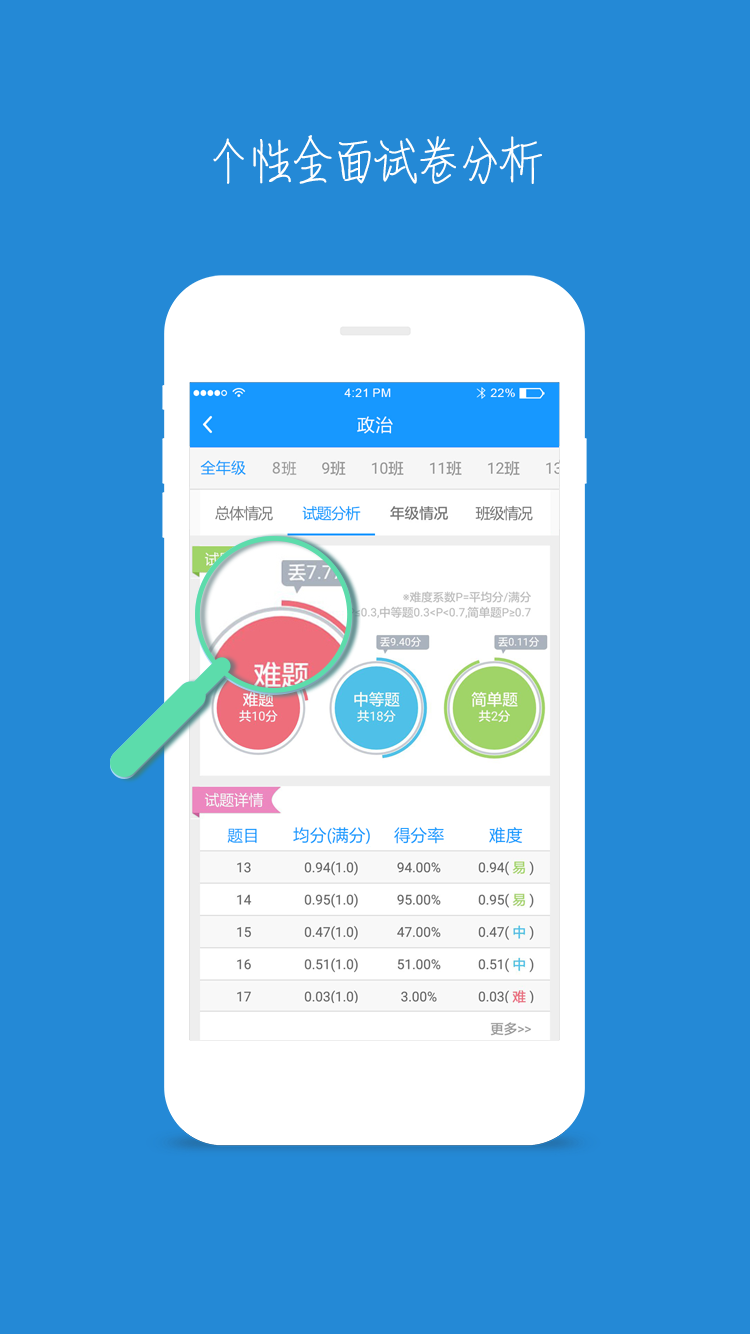 个性全面试卷分析
4:21 PM
22%
政治
全年级 8班 9班 10班 11班 12班
总体情况 试题分析 年级情况 班级情况
丢7.7
※难度系数P=平均分/满分
≤0.3,中等题0.3<P<0.7,简单题P≥0.7
丢9.40分 丢0.11分
难题
难题 中等题 简单题
共10分 共18分 共2分
试题详情
题目 均分(满分) 得分率 难度
13 0.94(1.0) 94.00% 0.94( 易 )
14 0.95(1.0) 95.00% 0.95( 易 )
15 0.47(1.0) 47.00% 0.47( 中 )
16 0.51(1.0) 51.00% 0.51( 中 )
17 0.03(1.0) 3.00% 0.03( 难 )
更多>>